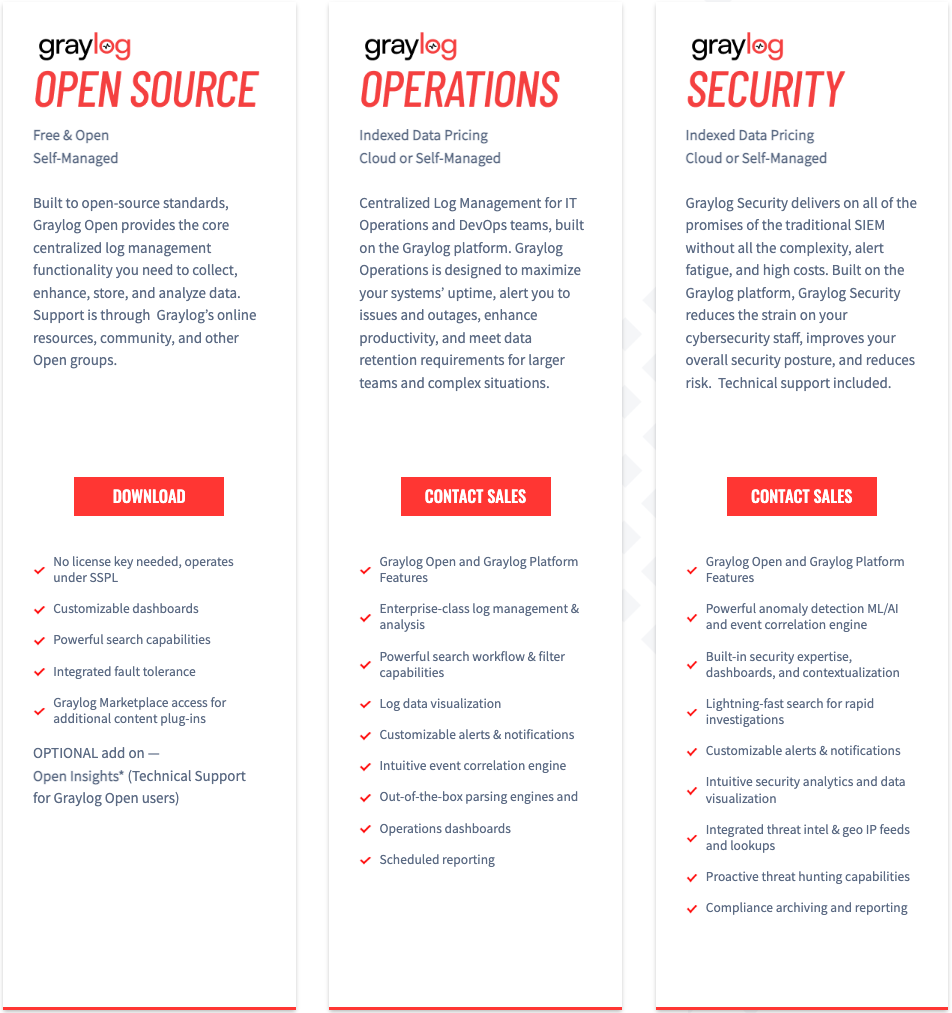 graylog
OPEN SOURCE
Free & Open
Self-Managed
Built to open-source standards,
Graylog Open provides the core
centralized log management
functionality you need to collect,
enhance, store, and analyze data.
Support is through  Graylog’s online
resources, community, and other
Open groups.
DOWNLOAD
No license key needed, operates
under SSPL
Customizable dashboards
Powerful search capabilities
Integrated fault tolerance
Graylog Marketplace access for
additional content plug-ins
OPTIONAL add on —
Open Insights* (Technical Support
for Graylog Open users)
graylog
OPERATIONS
Indexed Data Pricing
Cloud or Self-Managed
Centralized Log Management for IT
Operations and DevOps teams, built
on the Graylog platform. Graylog
Operations is designed to maximize
your systems’ uptime, alert you to
issues and outages, enhance
productivity, and meet data
retention requirements for larger
teams and complex situations.
CONTACT SALES
Graylog Open and Graylog Platform
Features
Enterprise-class log management &
analysis
Powerful search workflow & filter
capabilities
Log data visualization
Customizable alerts & notifications
Intuitive event correlation engine
Out-of-the-box parsing engines and
Operations dashboards
Scheduled reporting
graylog
SECURITY
Indexed Data Pricing
Cloud or Self-Managed
Graylog Security delivers on all of the
promises of the traditional SIEM
without all the complexity, alert
fatigue, and high costs. Built on the
Graylog platform, Graylog Security
reduces the strain on your
cybersecurity staff, improves your
overall security posture, and reduces
risk.  Technical support included.
CONTACT SALES
Graylog Open and Graylog Platform
Features
Powerful anomaly detection ML/AI
and event correlation engine
Built-in security expertise,
dashboards, and contextualization
Lightning-fast search for rapid
investigations
Customizable alerts & notifications
Intuitive security analytics and data
visualization
Integrated threat intel & geo IP feeds
and lookups
Proactive threat hunting capabilities
Compliance archiving and reporting